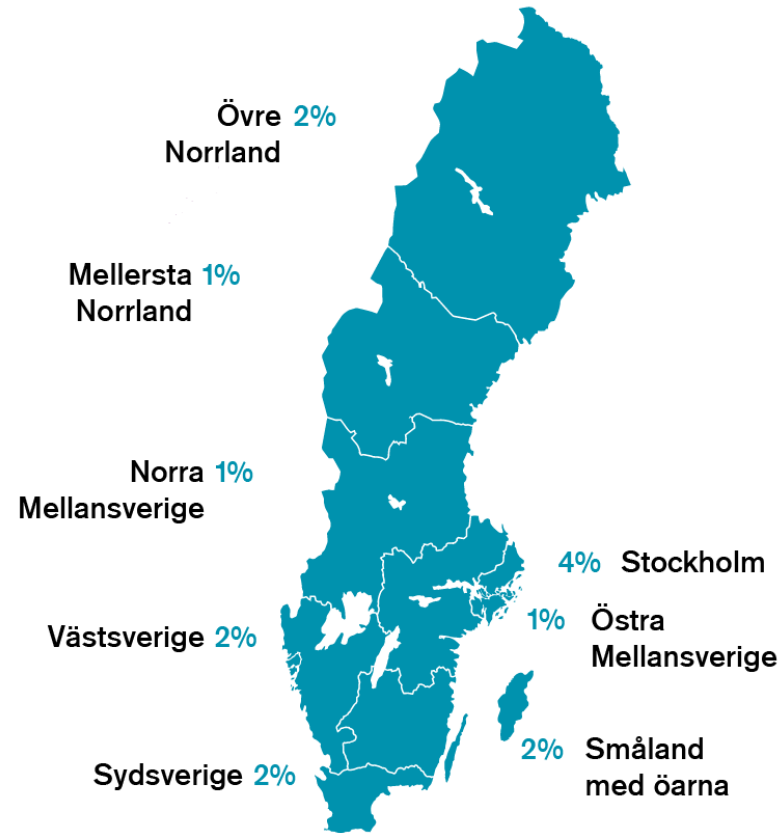 Övre 2%
Norrland
Mellersta 1%
Norrland
Norra 1%
Mellansverige
Västsverige 2%
Sydsverige 2%
4% Stockholm
1% Östra
Mellansverige
2% Småland
med öarna